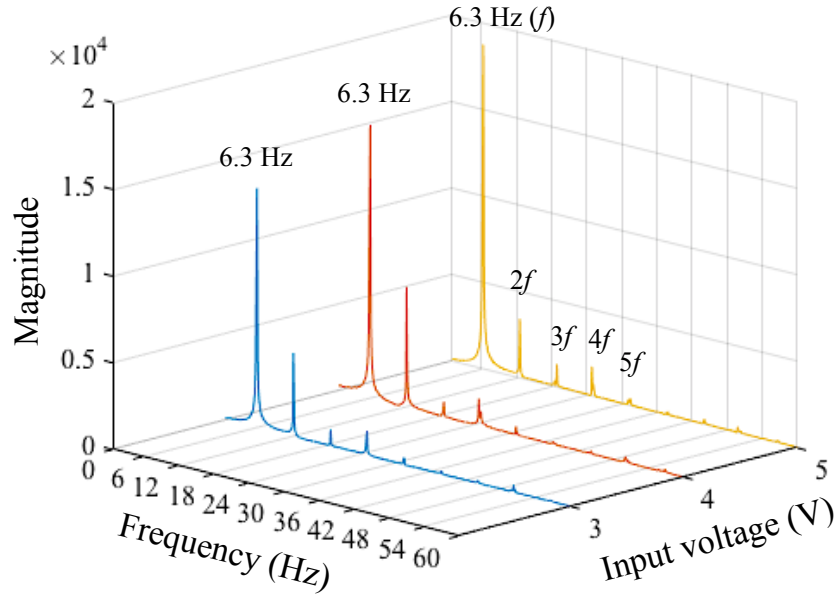 6.3 Hz (f)
×10⁴
6.3 Hz
6.3 Hz
2
1.5
1
0.5
0
Magnitude
2f
3f
4f
5f
0
6
12
18
24
30
36
42
48
54
60
Frequency (Hz)
3
4
5
Input voltage (V)